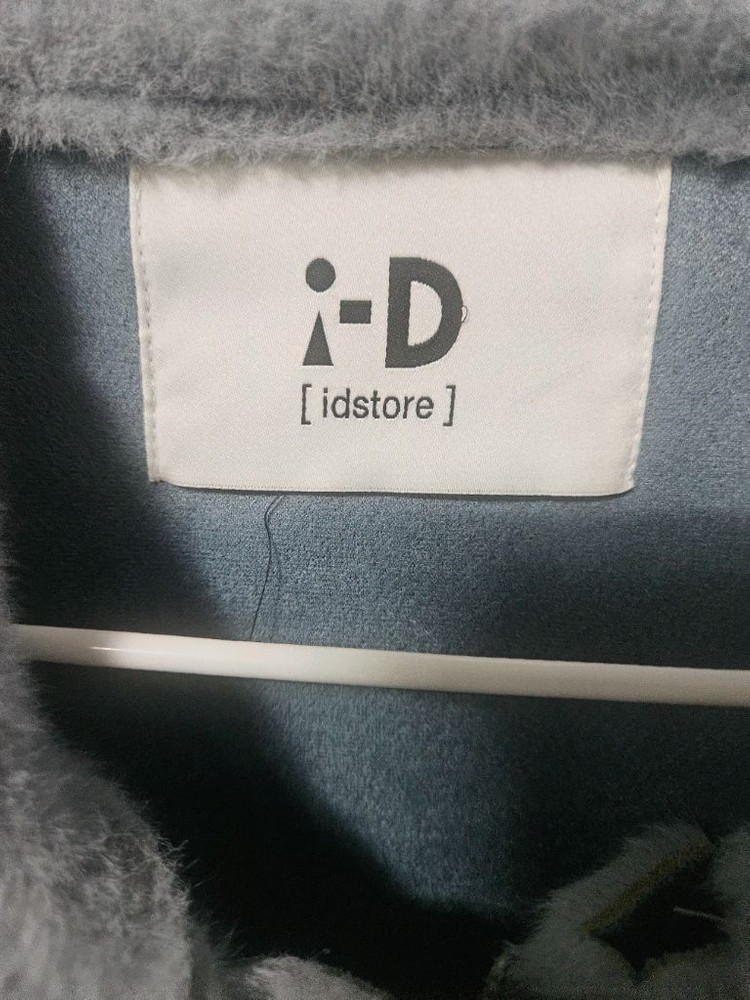 i-D
[ idstore ]